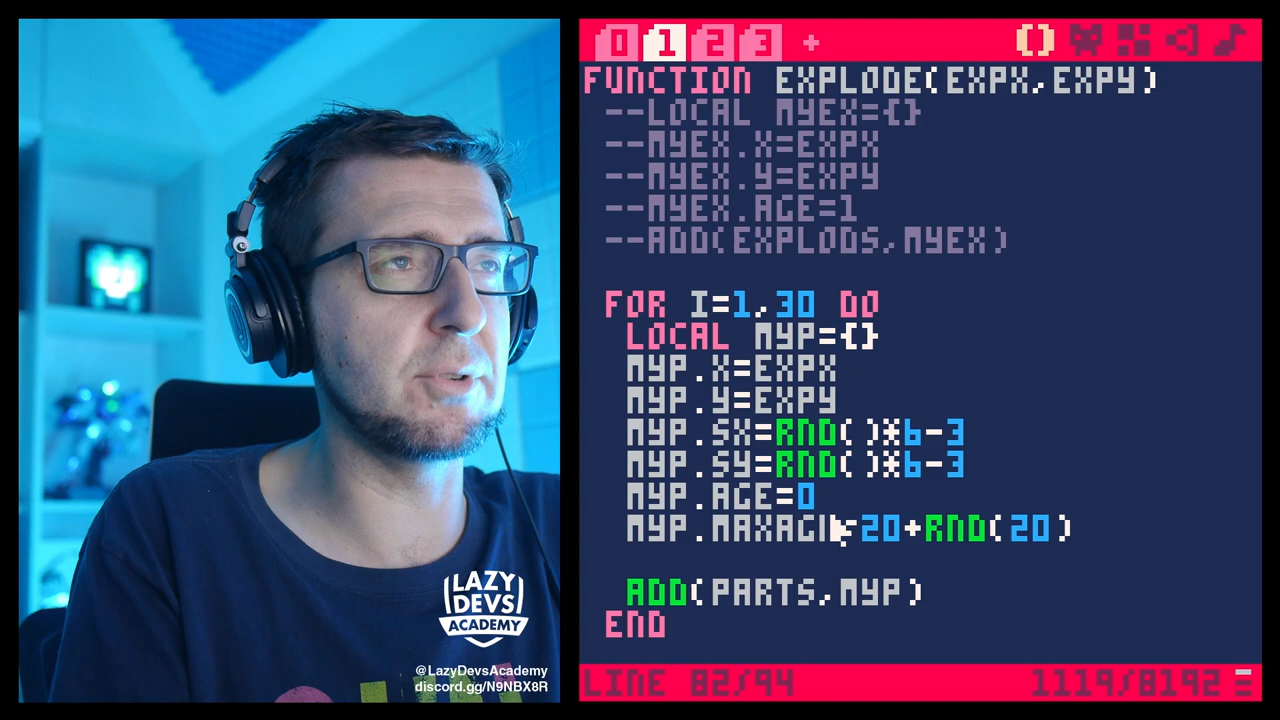 0 1 2 3 +
FUNCTION EXPLODE(EXPX,EXPY)
--LOCAL MYEX={}
--MYEX.X=EXPX
--MYEX.Y=EXPY
--MYEX.AGE=1
--ADD(EXPLODS,MYEX)
FOR I=1,30 DO
LOCAL MYP={}
MYP.X=EXPX
MYP.Y=EXPY
MYP.SX=RND()*6-3
MYP.SY=RND()*6-3
MYP.AGE=0
MYP.MAXAGE=20+RND(20)
ADD(PARTS,MYP)
END
LINE 82/94 1119/8192
LAZY
DEVS
ACADEMY
@LazyDevsAcademy
discord.gg/N9NBX8R